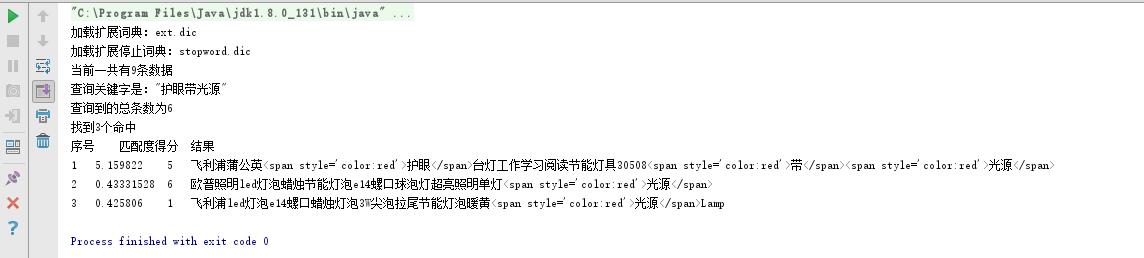 "C:\Program Files\Java\jdk1.8.0_131\bin\java" ...
加载扩展词典：ext.dic
加载扩展停止词典：stopword.dic
当前一共有9条数据
查询关键字是："护眼带光源"
查询到的总条数为6
找到3个命中
序号 匹配度得分 结果
1 5.159822 5 飞利浦蒲公英<span style='color:red'>护眼</span>台灯工作学习阅读节能灯具30508<span style='color:red'>带</span><span style='color:red'>光源</span>
2 0.43331528 6 欧普照明led灯泡蜡烛节能灯泡e14螺口球泡灯超亮照明单灯<span style='color:red'>光源</span>
3 0.425806 1 飞利浦led灯泡e14螺口蜡烛灯泡3W尖泡拉尾节能灯泡暖黄<span style='color:red'>光源</span>Lamp
Process finished with exit code 0